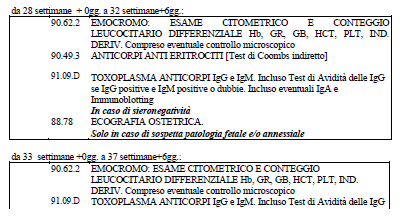 da 28 settimane + 0gg. a 32 settimane+6gg.:
90.62.2 EMOCROMO: ESAME CITOMETRICO E CONTEGGIO
LEUCOCITARIO DIFFERENZIALE Hb, GR, GB, HCT, PLT, IND.
DERIV. Compreso eventuale controllo microscopico
90.49.3 ANTICORPI ANTI ERITROCITI [Test di Coombs indiretto]
91.09.D TOXOPLASMA ANTICORPI IgG e IgM. Incluso Test di Avidità delle IgG
se IgG positive e IgM positive o dubbie. Incluso eventuali IgA e
Immunoblotting
In caso di sieronegatività
88.78 ECOGRAFIA OSTETRICA.
Solo in caso di sospetta patologia fetale e/o annessiale
da 33 settimane +0gg. a 37 settimane+6gg.:
90.62.2 EMOCROMO: ESAME CITOMETRICO E CONTEGGIO
LEUCOCITARIO DIFFERENZIALE Hb, GR, GB, HCT, PLT, IND.
DERIV. Compreso eventuale controllo microscopico
91.09.D TOXOPLASMA ANTICORPI IgG e IgM. Incluso Test di Avidità delle IgG